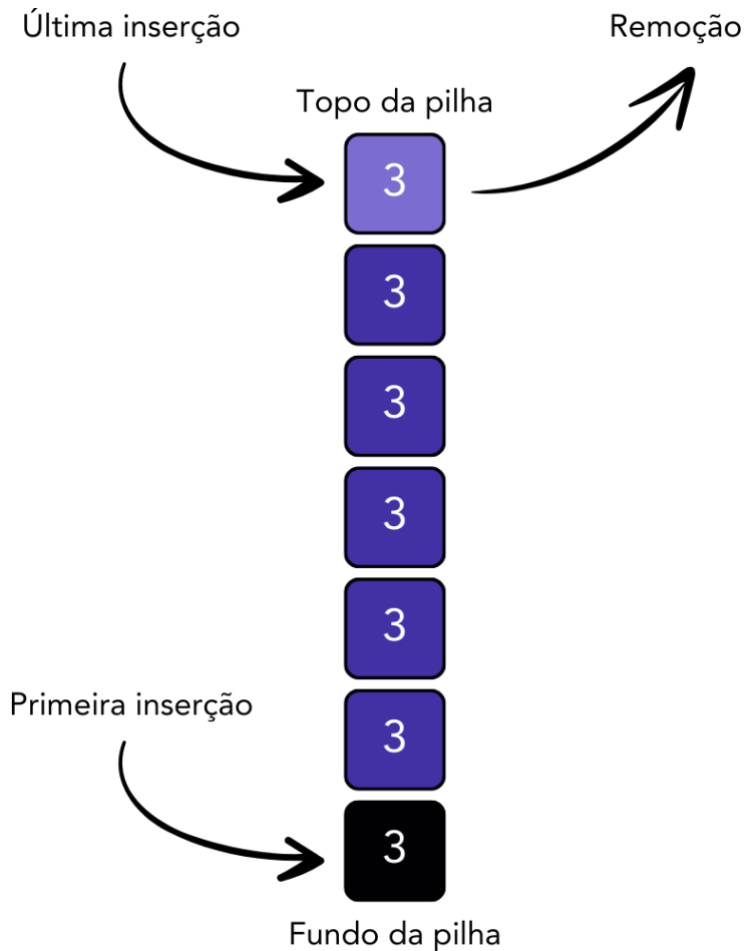 Última inserção
Remoção
Topo da pilha
3
3
3
3
3
3
Primeira inserção
3
Fundo da pilha